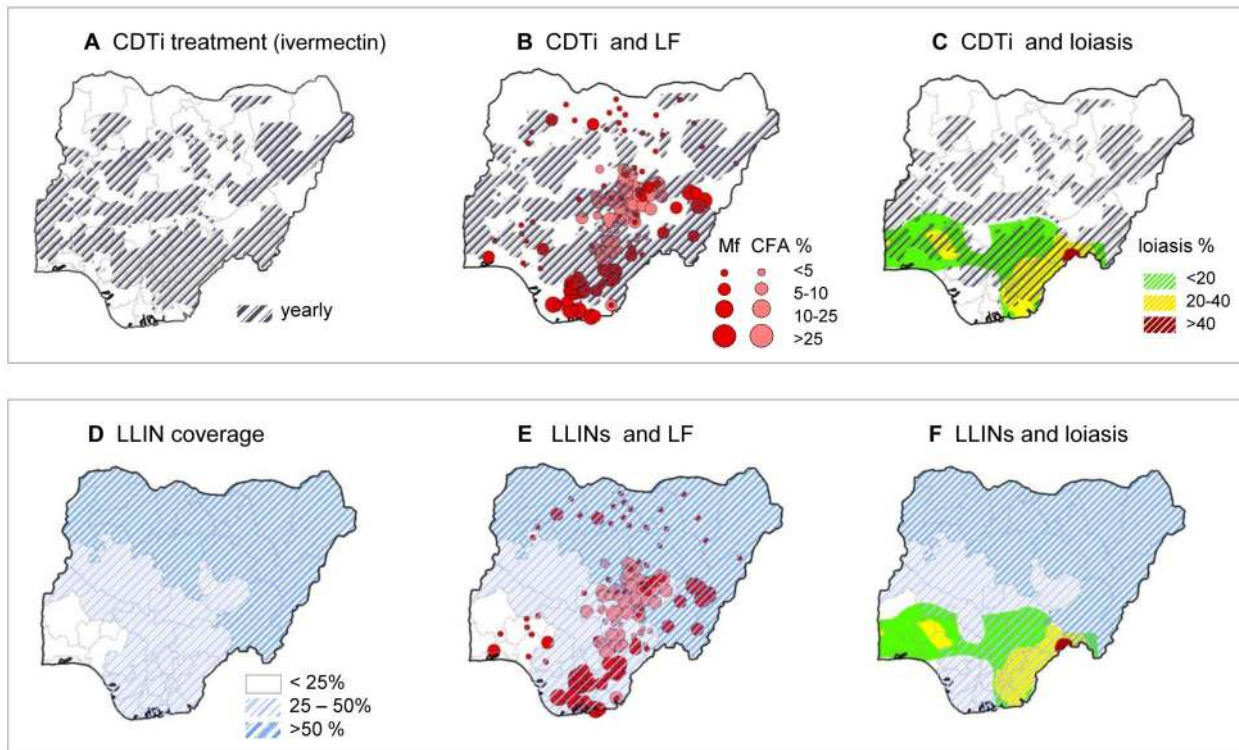 A CDTi treatment (ivermectin)
B CDTi and LF
C CDTi and loiasis
yearly
Mf CFA %
<5
5-10
10-25
>25
loiasis %
<20
20-40
>40
D LLIN coverage
E LLINs and LF
F LLINs and loiasis
< 25%
25 – 50%
>50 %